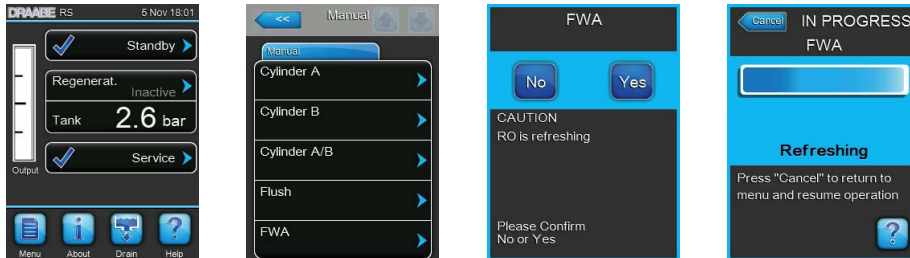 DRAABE RS 5 Nov 18:01
Standby
Regenerat.
Inactive
Tank 2.6 bar
Service
Output
Menu About Drain Help
<< Manual
Manual
Cylinder A
Cylinder B
Cylinder A/B
Flush
FWA
FWA
No Yes
CAUTION
RO is refreshing
Please Confirm
No or Yes
Cancel IN PROGRESS
FWA
Refreshing
Press "Cancel" to return to
menu and resume operation
?